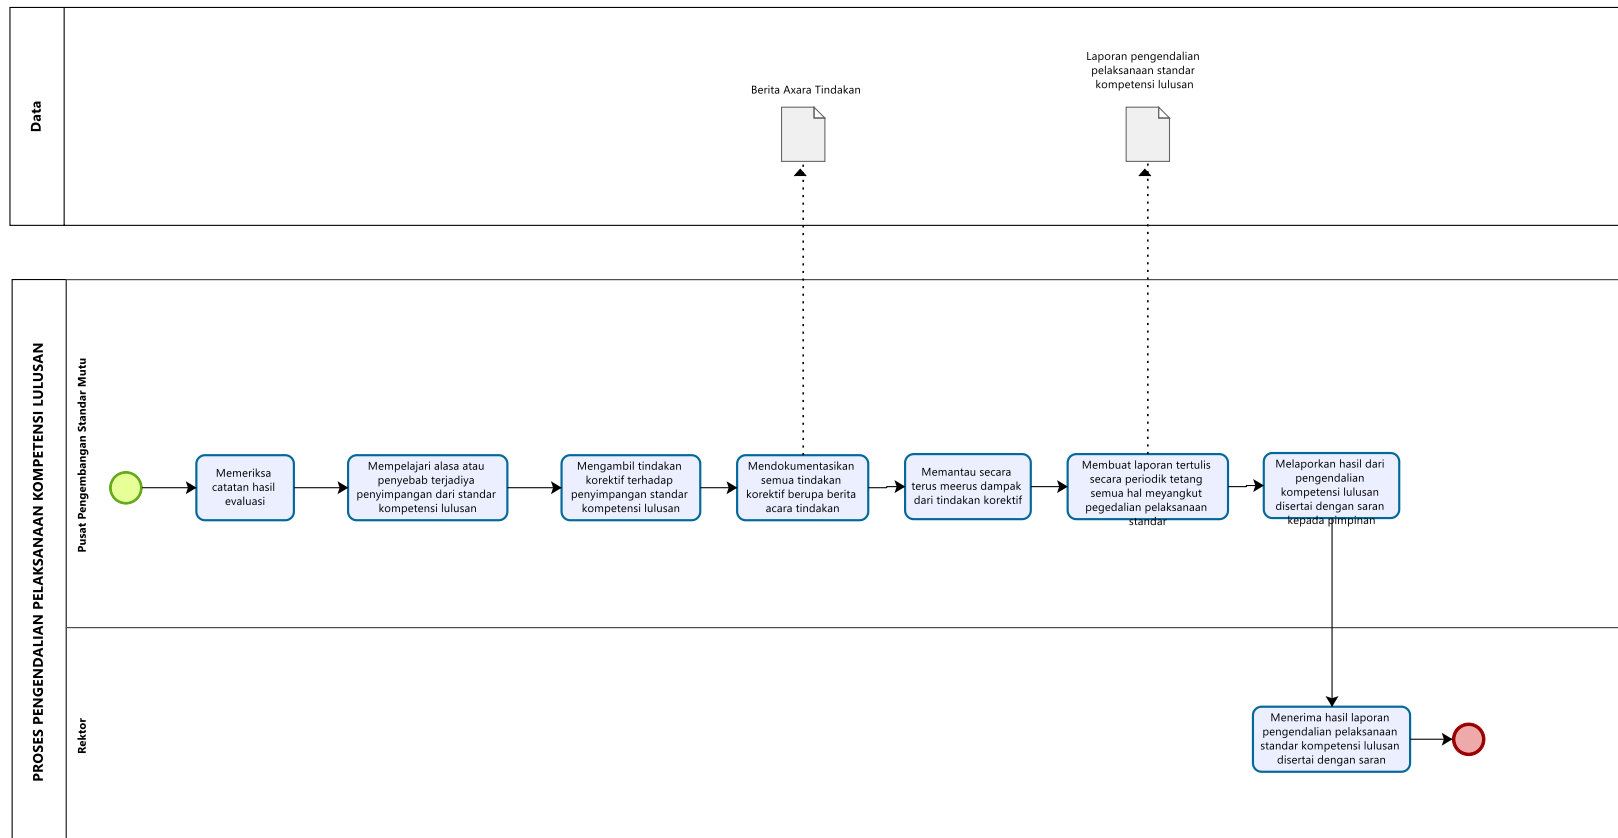 Data
Berita Axara Tindakan
Laporan pengendalian
pelaksanaan standar
kompetensi lulusan
PROSES PENGENDALIAN PELAKSANAAN KOMPETENSI LULUSAN
Pusat Pengembangan Standar Mutu
Memeriksa
catatan hasil
evaluasi
Mempelajari alasa atau
penyebab terjadiya
penyimpangan dari standar
kompetensi lulusan
Mengambil tindakan
korektif terhadap
penyimpangan standar
kompetensi lulusan
Mendokumentasikan
semua tindakan
korektif berupa berita
acara tindakan
Memantau secara
terus meerus dampak
dari tindakan korektif
Membuat laporan tertulis
secara periodik tetang
semua hal meyangkut
pegedalian pelaksanaan
standar
Melaporkan hasil dari
pengendalian
kompetensi lulusan
disertai dengan saran
kepada pimpinan
Rektor
Menerima hasil laporan
pengendalian pelaksanaan
standar kompetensi lulusan
disertai dengan saran